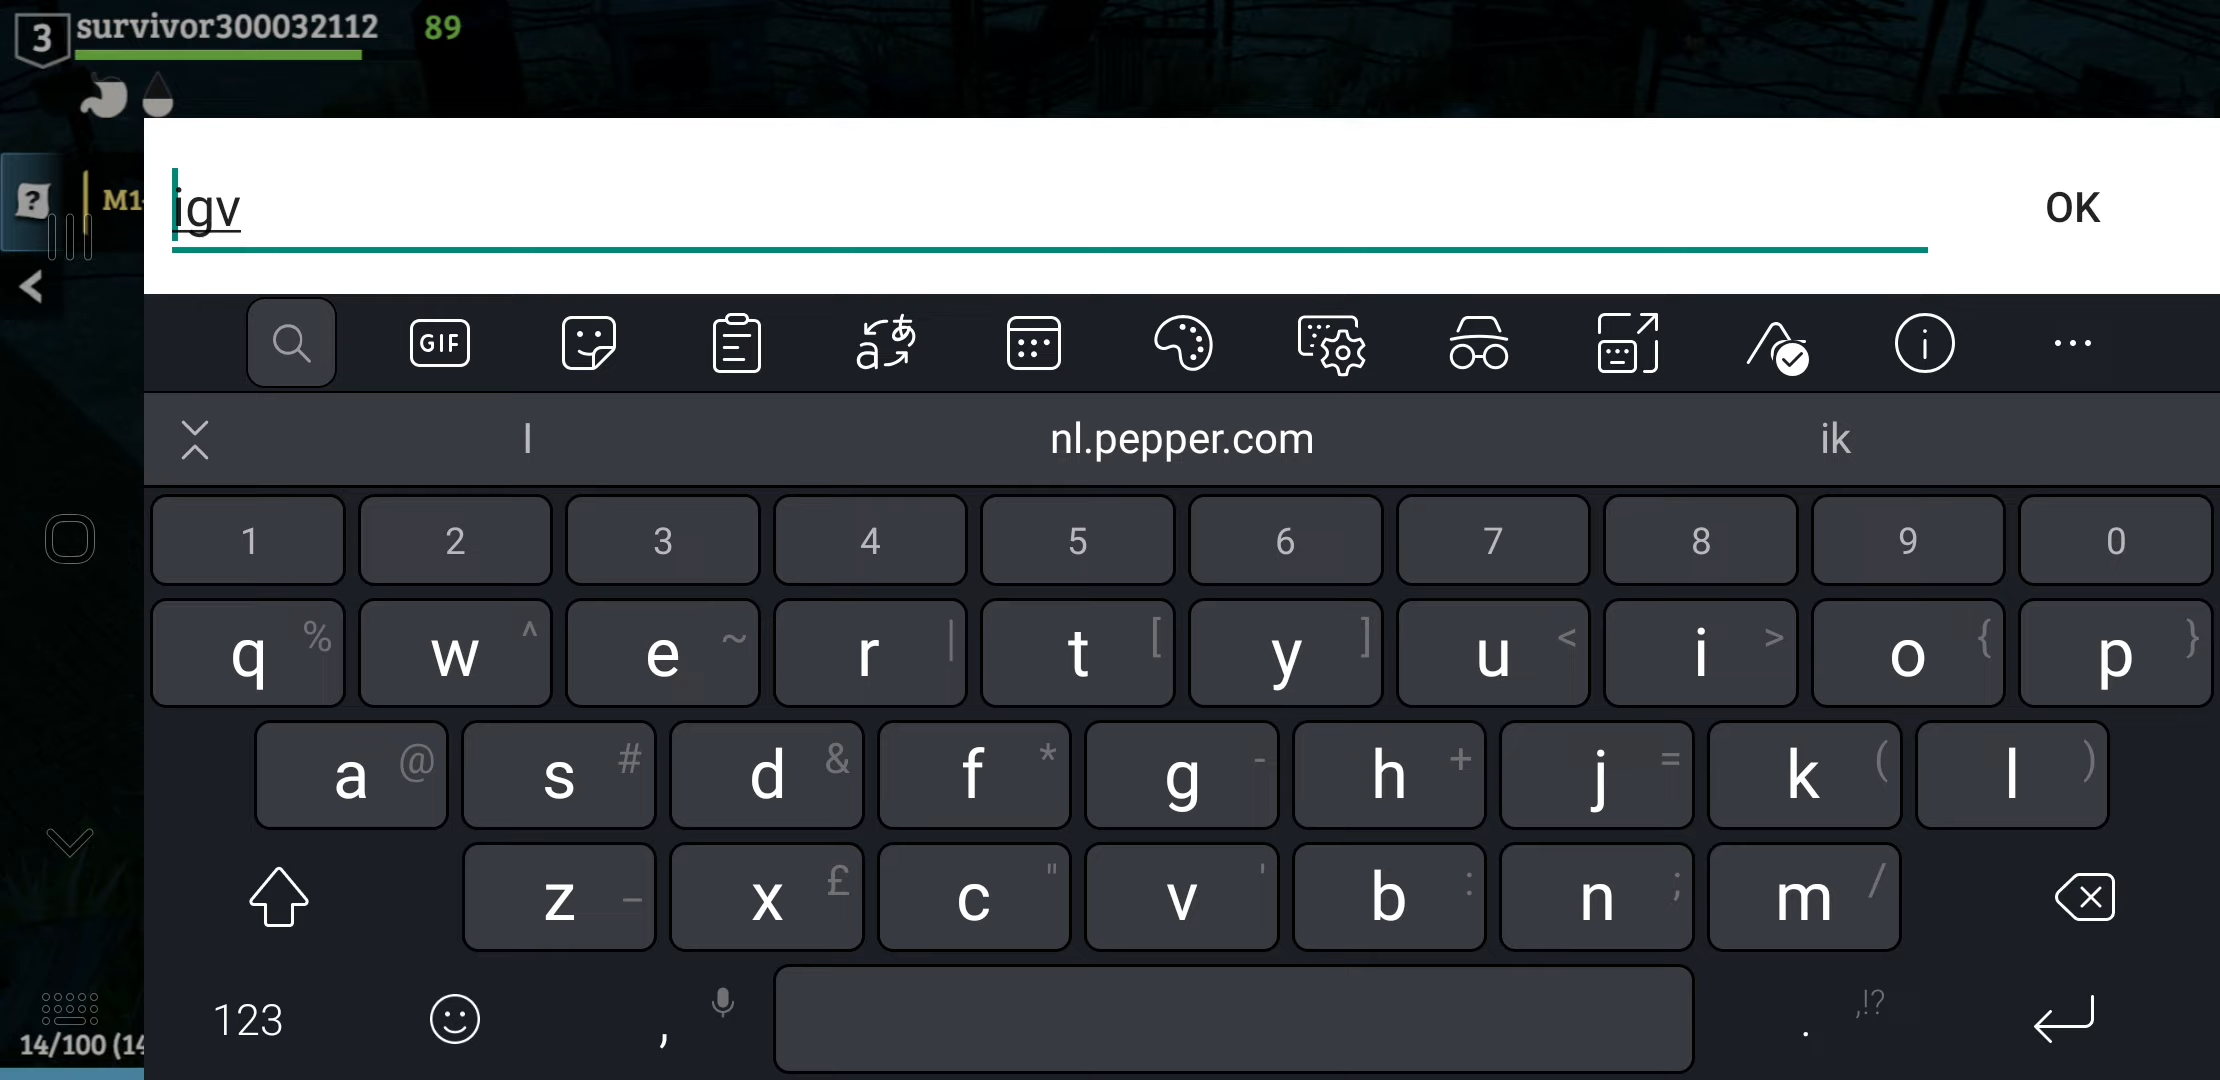 3 survivor300032112 89
? M1
igv OK
GIF a あ i ...
I nl.pepper.com ik
1 2 3 4 5 6 7 8 9 0
q % w ^ e ~ r | t [ y ] u < i > o { p }
a @ s # d & f * g - h + j = k ( l )
z _ x £ c " v ' b : n ; m /
123 , . ,!?
14/100 (14